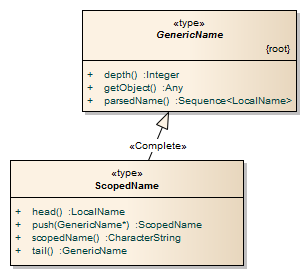 «type»
GenericName
{root}
+ depth() :Integer
+ getObject() :Any
+ parsedName() :Sequence<LocalName>
«Complete»
«type»
ScopedName
+ head() :LocalName
+ push(GenericName*) :ScopedName
+ scopedName() :CharacterString
+ tail() :GenericName